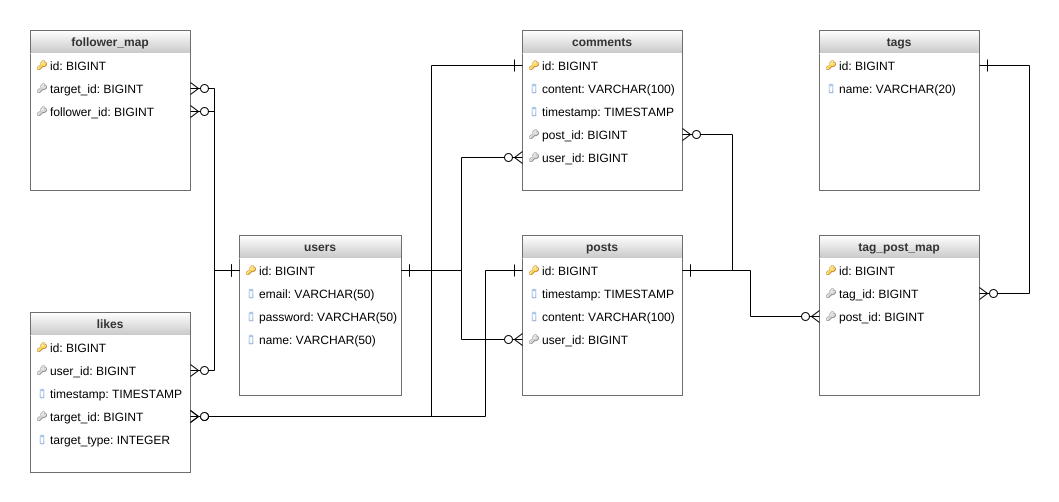 follower_map
id: BIGINT
target_id: BIGINT
follower_id: BIGINT
comments
id: BIGINT
content: VARCHAR(100)
timestamp: TIMESTAMP
post_id: BIGINT
user_id: BIGINT
tags
id: BIGINT
name: VARCHAR(20)
users
id: BIGINT
email: VARCHAR(50)
password: VARCHAR(50)
name: VARCHAR(50)
posts
id: BIGINT
timestamp: TIMESTAMP
content: VARCHAR(100)
user_id: BIGINT
tag_post_map
id: BIGINT
tag_id: BIGINT
post_id: BIGINT
likes
id: BIGINT
user_id: BIGINT
timestamp: TIMESTAMP
target_id: BIGINT
target_type: INTEGER